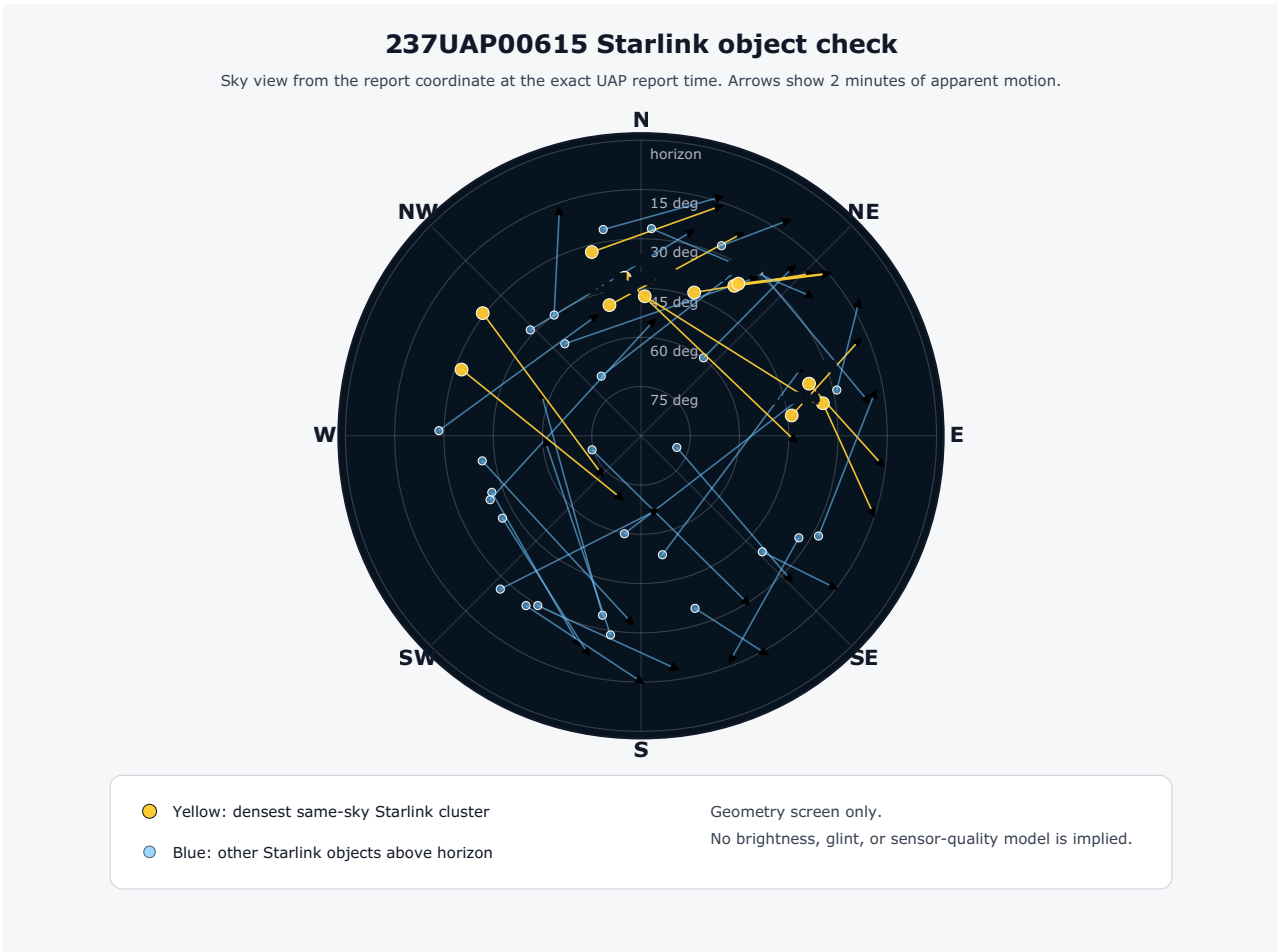 237UAP00615 Starlink object check
Sky view from the report coordinate at the exact UAP report time. Arrows show 2 minutes of apparent motion.
N
horizon
15 deg
NW
NE
30 deg
45 deg
60 deg
75 deg
W
E
SW
SE
S
Yellow: densest same-sky Starlink cluster
Blue: other Starlink objects above horizon
Geometry screen only.
No brightness, glint, or sensor-quality model is implied.